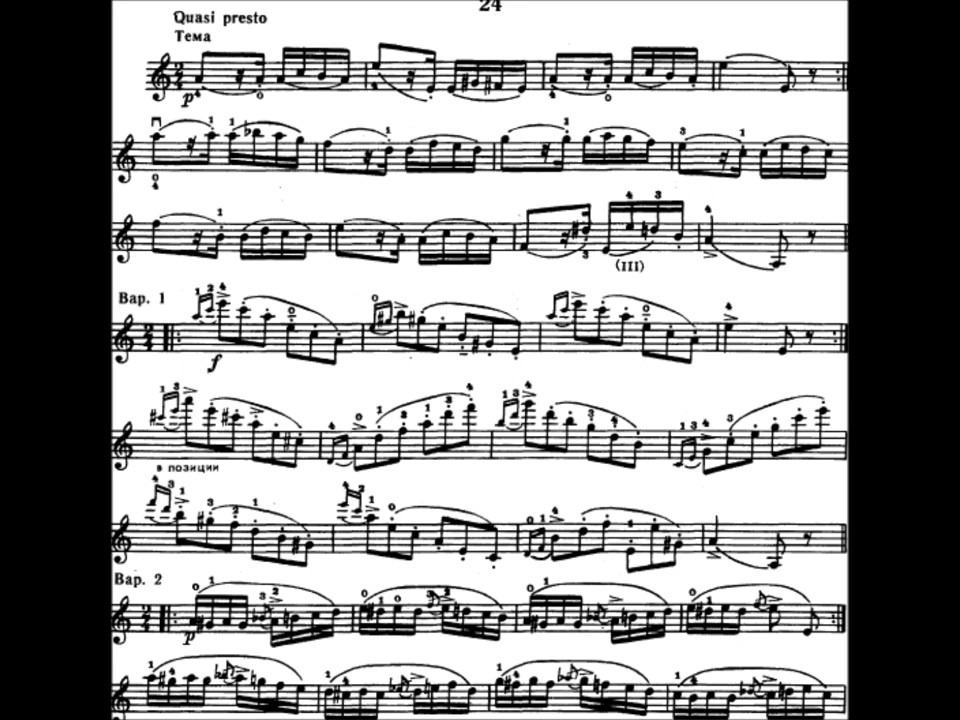 24
Quasi presto
Тема
p
(III)
Вар. 1
f
в позиции
Вар. 2
p